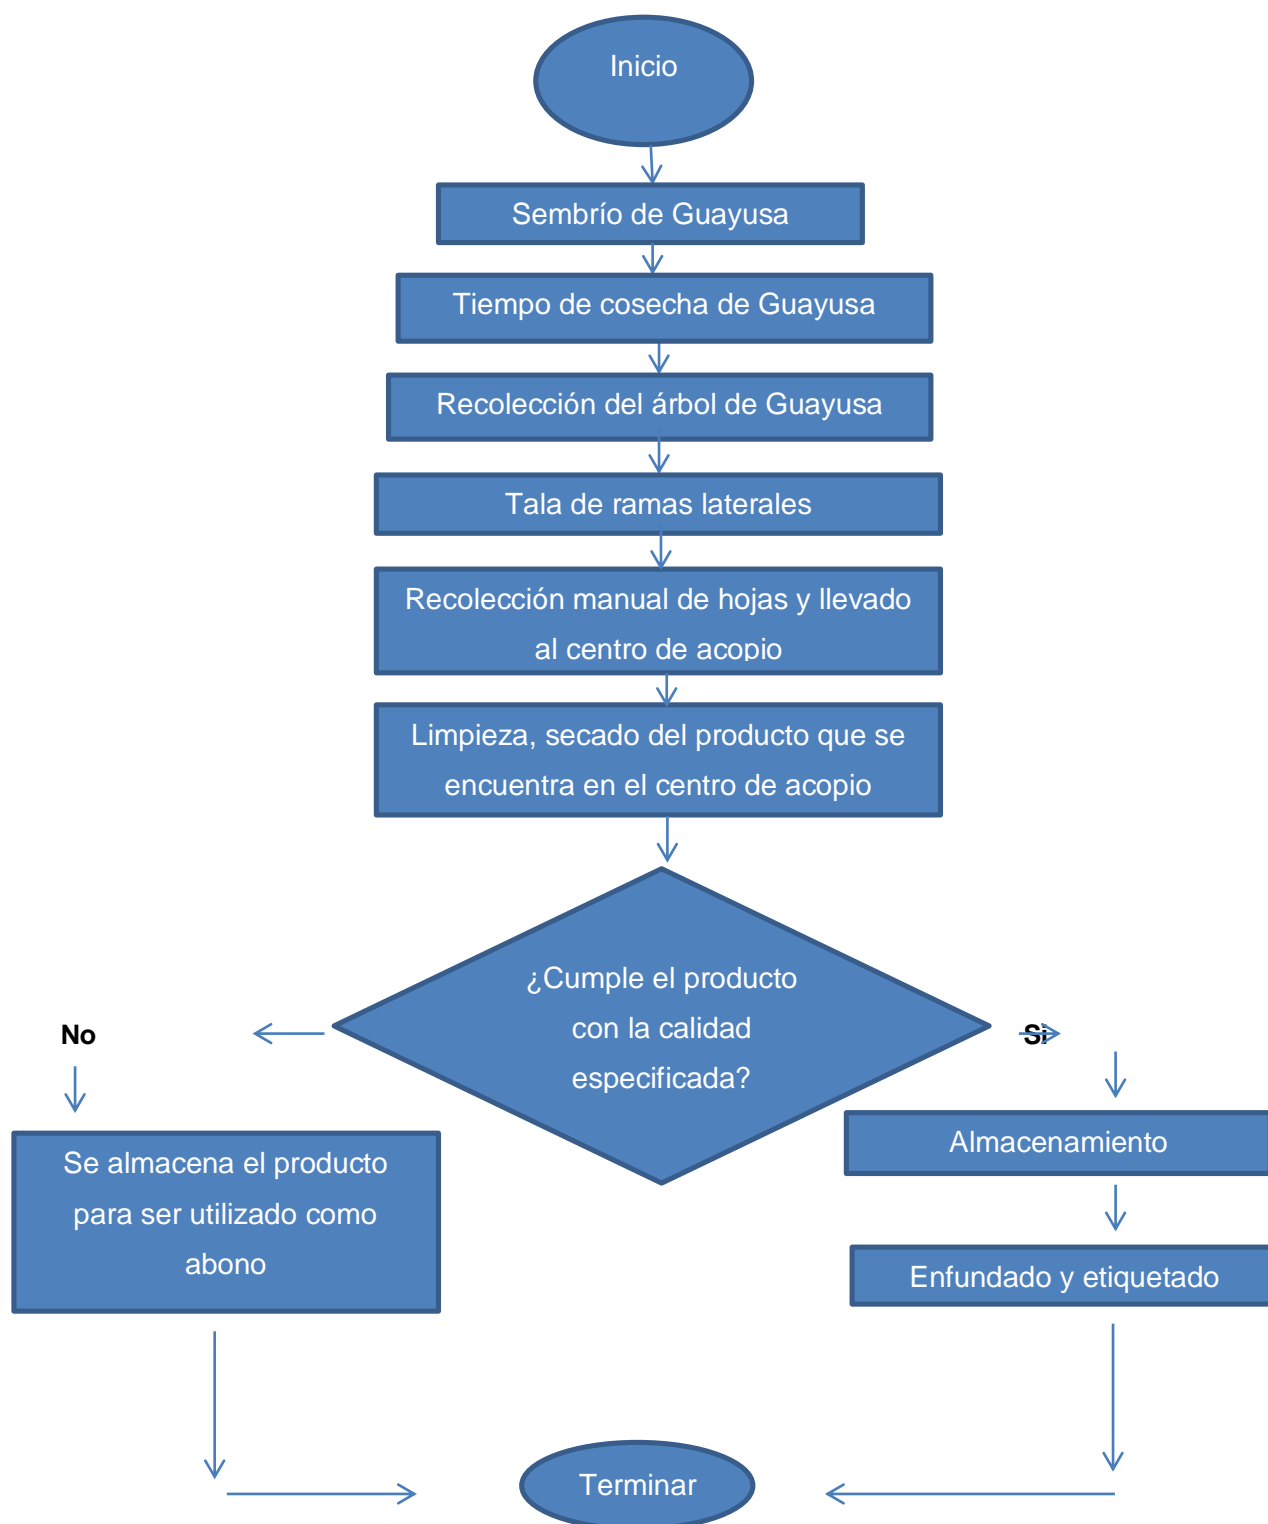 Inicio
Sembrío de Guayusa
Tiempo de cosecha de Guayusa
Recolección del árbol de Guayusa
Tala de ramas laterales
Recolección manual de hojas y llevado
al centro de acopio
Limpieza, secado del producto que se
encuentra en el centro de acopio
¿Cumple el producto
con la calidad
especificada?
No
Si
Se almacena el producto
para ser utilizado como
abono
Almacenamiento
Enfundado y etiquetado
Terminar